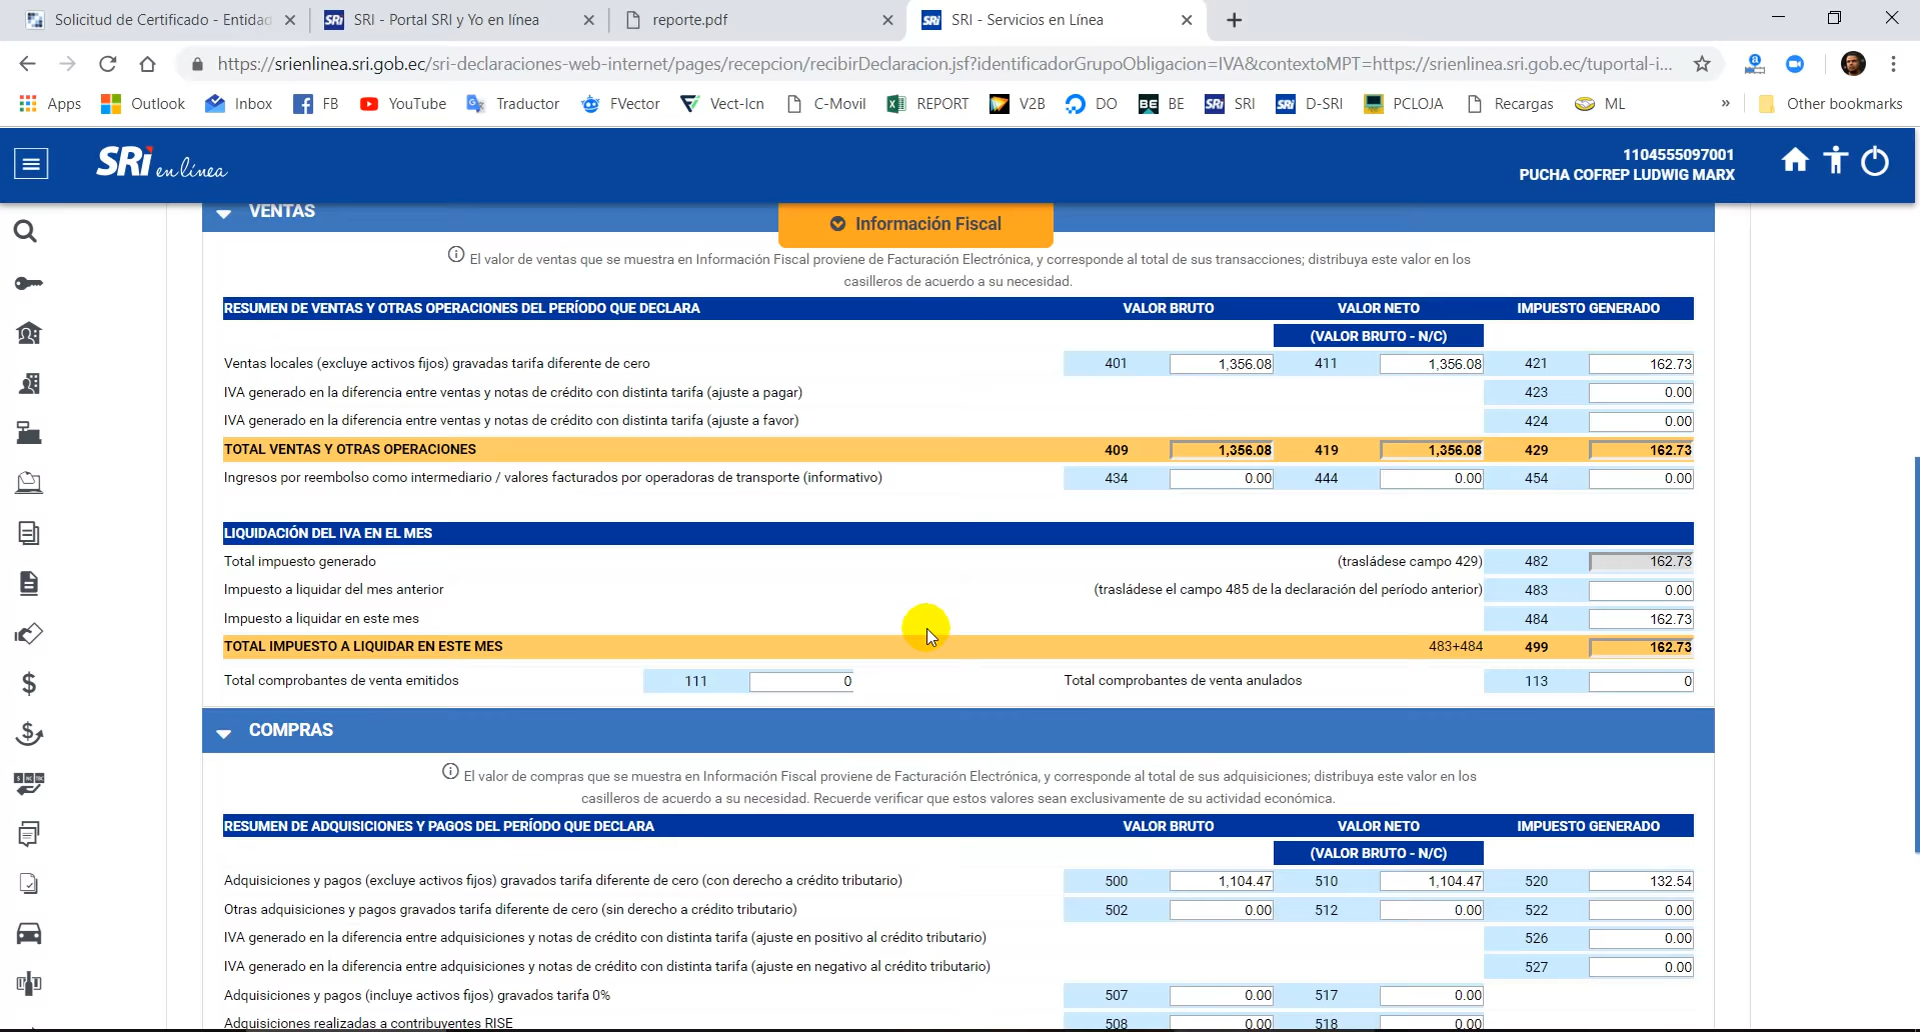 Solicitud de Certificado - Entidad
SRI - Portal SRI y Yo en línea
reporte.pdf
SRI - Servicios en Línea
https://srienlinea.sri.gob.ec/sri-declaraciones-web-internet/pages/recepcion/recibirDeclaracion.jsf?identificadorGrupoObligacion=IVA&contextoMPT=https://srienlinea.sri.gob.ec/tuportal-i...
Apps Outlook Inbox FB YouTube Traductor FVector Vect-Icn C-Movil REPORT V2B DO BE SRI D-SRI PCLOJA Recargas ML » Other bookmarks
SRi en línea
1104555097001
PUCHA COFREP LUDWIG MARX
VENTAS
Información Fiscal
El valor de ventas que se muestra en Información Fiscal proviene de Facturación Electrónica, y corresponde al total de sus transacciones; distribuya este valor en los
casilleros de acuerdo a su necesidad.
RESUMEN DE VENTAS Y OTRAS OPERACIONES DEL PERÍODO QUE DECLARA VALOR BRUTO VALOR NETO IMPUESTO GENERADO
(VALOR BRUTO - N/C)
Ventas locales (excluye activos fijos) gravadas tarifa diferente de cero 401 1,356.08 411 1,356.08 421 162.73
IVA generado en la diferencia entre ventas y notas de crédito con distinta tarifa (ajuste a pagar) 423 0.00
IVA generado en la diferencia entre ventas y notas de crédito con distinta tarifa (ajuste a favor) 424 0.00
TOTAL VENTAS Y OTRAS OPERACIONES 409 1,356.08 419 1,356.08 429 162.73
Ingresos por reembolso como intermediario / valores facturados por operadoras de transporte (informativo) 434 0.00 444 0.00 454 0.00
LIQUIDACIÓN DEL IVA EN EL MES
Total impuesto generado (trasládese campo 429) 482 162.73
Impuesto a liquidar del mes anterior (trasládese el campo 485 de la declaración del período anterior) 483 0.00
Impuesto a liquidar en este mes 484 162.73
TOTAL IMPUESTO A LIQUIDAR EN ESTE MES 483+484 499 162.73
Total comprobantes de venta emitidos 111 0 Total comprobantes de venta anulados 113 0
COMPRAS
El valor de compras que se muestra en Información Fiscal proviene de Facturación Electrónica, y corresponde al total de sus adquisiciones; distribuya este valor en los
casilleros de acuerdo a su necesidad. Recuerde verificar que estos valores sean exclusivamente de su actividad económica.
RESUMEN DE ADQUISICIONES Y PAGOS DEL PERÍODO QUE DECLARA VALOR BRUTO VALOR NETO IMPUESTO GENERADO
(VALOR BRUTO - N/C)
Adquisiciones y pagos (excluye activos fijos) gravados tarifa diferente de cero (con derecho a crédito tributario) 500 1,104.47 510 1,104.47 520 132.54
Otras adquisiciones y pagos gravados tarifa diferente de cero (sin derecho a crédito tributario) 502 0.00 512 0.00 522 0.00
IVA generado en la diferencia entre adquisiciones y notas de crédito con distinta tarifa (ajuste en positivo al crédito tributario) 526 0.00
IVA generado en la diferencia entre adquisiciones y notas de crédito con distinta tarifa (ajuste en negativo al crédito tributario) 527 0.00
Adquisiciones y pagos (incluye activos fijos) gravados tarifa 0% 507 0.00 517 0.00
Adquisiciones realizadas a contribuyentes RISE 508 0.00 518 0.00